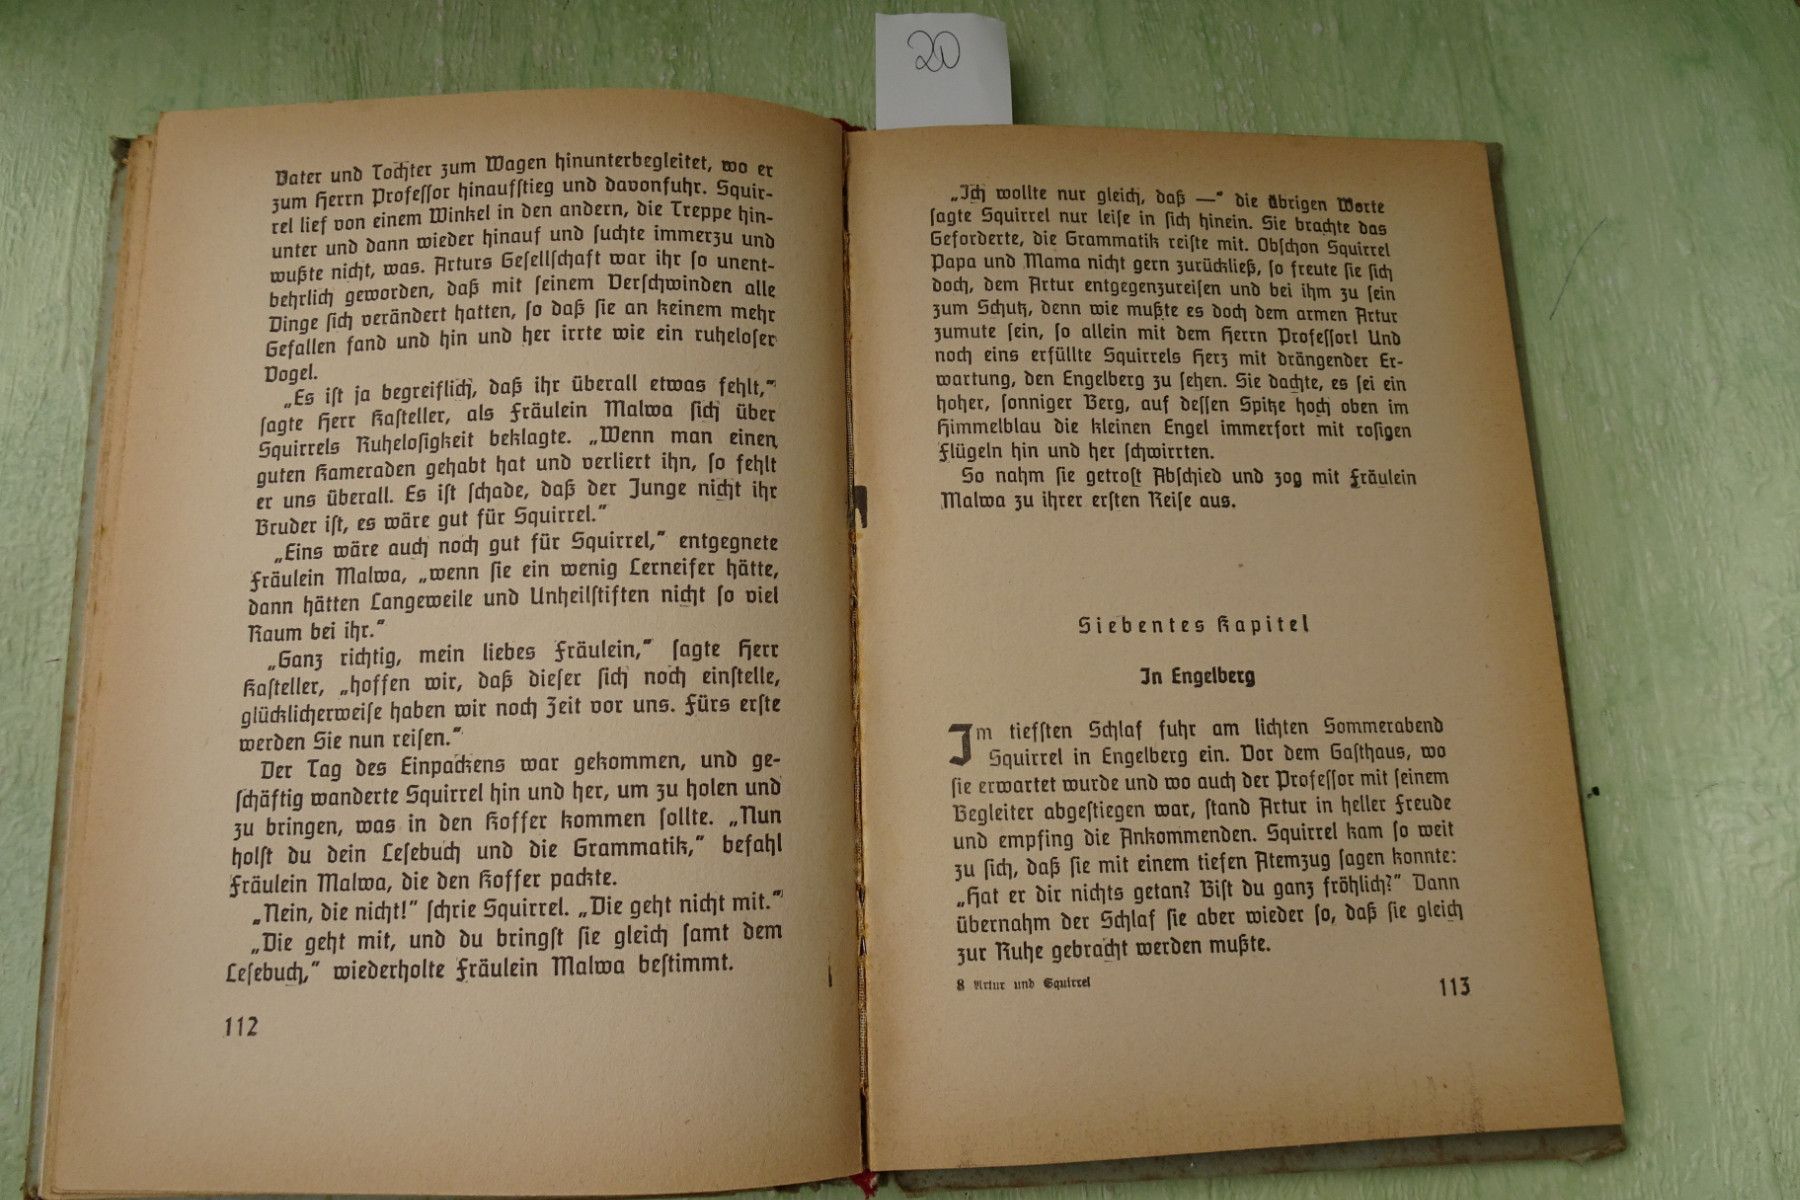 20
Vater und Tochter zum Wagen hinunterbegleitet, wo er
zum Herrn Professor hinaufstieg und davonfuhr. Squir-
rel lief von einem Winkel in den andern, die Treppe hin-
unter und dann wieder hinauf und suchte immerzu und
wußte nicht, was. Arturs Gesellschaft war ihr so unent-
behrlich geworden, daß mit seinem Verschwinden alle
Dinge sich verändert hatten, so daß sie an keinem mehr
Gefallen fand und hin und her irrte wie ein ruheloser
Vogel.
„Es ist ja begreiflich, daß ihr überall etwas fehlt,“
sagte Herr Kasteller, als Fräulein Malwa sich über
Squirrels Ruhelosigkeit beklagte. „Wenn man einen
guten Kameraden gehabt hat und verliert ihn, so fehlt
er uns überall. Es ist schade, daß der Junge nicht ihr
Bruder ist, es wäre gut für Squirrel.“
„Eins wäre auch noch gut für Squirrel,“ entgegnete
Fräulein Malwa, „wenn sie ein wenig Lerneifer hätte,
dann hätten Langeweile und Unheilstiften nicht so viel
Raum bei ihr.“
„Ganz richtig, mein liebes Fräulein,“ sagte Herr
Kasteller, „hoffen wir, daß dieser sich noch einstelle,
glücklicherweise haben wir noch Zeit vor uns. Fürs erste
werden Sie nun reisen.“
Der Tag des Einpackens war gekommen, und ge-
schäftig wanderte Squirrel hin und her, um zu holen und
zu bringen, was in den Koffer kommen sollte. „Nun
holst du dein Lesebuch und die Grammatik,“ befahl
Fräulein Malwa, die den Koffer packte.
„Nein, die nicht!“ schrie Squirrel. „Die geht nicht mit.“
„Die geht mit, und du bringst sie gleich samt dem
Lesebuch,“ wiederholte Fräulein Malwa bestimmt.
112
„Ich wollte nur gleich, daß —“ die übrigen Worte
sagte Squirrel nur leise in sich hinein. Sie brachte das
Geforderte, die Grammatik reiste mit. Obschon Squirrel
Papa und Mama nicht gern zurückließ, so freute sie sich
doch, dem Artur entgegenzureisen und bei ihm zu sein
zum Schutz, denn wie mußte es doch dem armen Artur
zumute sein, so allein mit dem Herrn Professor! Und
noch eins erfüllte Squirrels Herz mit drängender Er-
wartung, den Engelberg zu sehen. Sie dachte, es sei ein
hoher, sonniger Berg, auf dessen Spitze hoch oben im
Himmelblau die kleinen Engel immerfort mit rosigen
Flügeln hin und her schwirrten.
So nahm sie getrost Abschied und zog mit Fräulein
Malwa zu ihrer ersten Reise aus.
Siebentes Kapitel
In Engelberg
Im tiefsten Schlaf fuhr am lichten Sommerabend
Squirrel in Engelberg ein. Vor dem Gasthaus, wo
sie erwartet wurde und wo auch der Professor mit seinem
Begleiter abgestiegen war, stand Artur in heller Freude
und empfing die Ankommenden. Squirrel kam so weit
zu sich, daß sie mit einem tiefen Atemzug sagen konnte:
„Hat er dir nichts getan? Bist du ganz fröhlich?“ Dann
übernahm der Schlaf sie aber wieder so, daß sie gleich
zur Ruhe gebracht werden mußte.
8 Artur und Squirrel
113